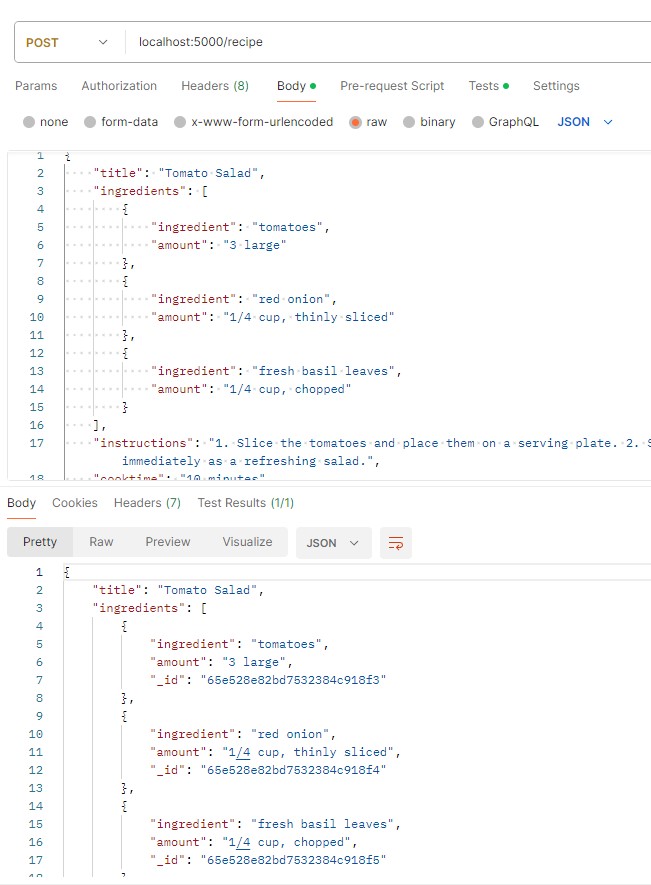 POST localhost:5000/recipe
Params Authorization Headers (8) Body Pre-request Script Tests Settings
none form-data x-www-form-urlencoded raw binary GraphQL JSON
1 {
2 "title": "Tomato Salad",
3 "ingredients": [
4 {
5 "ingredient": "tomatoes",
6 "amount": "3 large"
7 },
8 {
9 "ingredient": "red onion",
10 "amount": "1/4 cup, thinly sliced"
11 },
12 {
13 "ingredient": "fresh basil leaves",
14 "amount": "1/4 cup, chopped"
15 }
16 ],
17 "instructions": "1. Slice the tomatoes and place them on a serving plate. 2. S
immediately as a refreshing salad.",
18 "cooktime": "10 minutes"
Body Cookies Headers (7) Test Results (1/1)
Pretty Raw Preview Visualize JSON
1 {
2 "title": "Tomato Salad",
3 "ingredients": [
4 {
5 "ingredient": "tomatoes",
6 "amount": "3 large",
7 "_id": "65e528e82bd7532384c918f3"
8 },
9 {
10 "ingredient": "red onion",
11 "amount": "1/4 cup, thinly sliced",
12 "_id": "65e528e82bd7532384c918f4"
13 },
14 {
15 "ingredient": "fresh basil leaves",
16 "amount": "1/4 cup, chopped",
17 "_id": "65e528e82bd7532384c918f5"